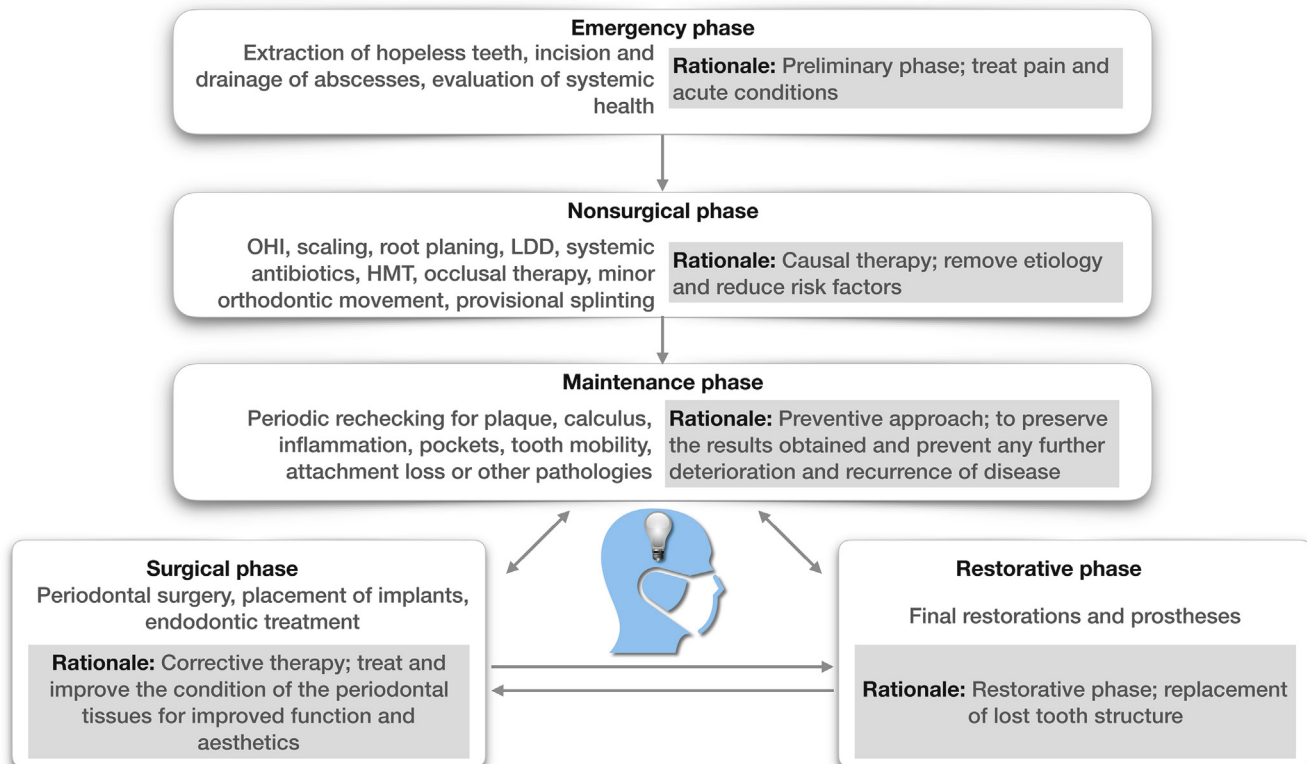 Emergency phase
Extraction of hopeless teeth, incision and
drainage of abscesses, evaluation of systemic
health
Rationale: Preliminary phase; treat pain and
acute conditions
Nonsurgical phase
OHI, scaling, root planing, LDD, systemic
antibiotics, HMT, occlusal therapy, minor
orthodontic movement, provisional splinting
Rationale: Causal therapy; remove etiology
and reduce risk factors
Maintenance phase
Periodic rechecking for plaque, calculus,
inflammation, pockets, tooth mobility,
attachment loss or other pathologies
Rationale: Preventive approach; to preserve
the results obtained and prevent any further
deterioration and recurrence of disease
Surgical phase
Periodontal surgery, placement of implants,
endodontic treatment
Rationale: Corrective therapy; treat and
improve the condition of the periodontal
tissues for improved function and
aesthetics
Restorative phase
Final restorations and prostheses
Rationale: Restorative phase; replacement
of lost tooth structure